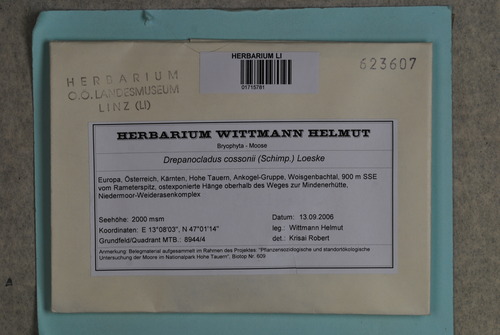 HERBARIUM LI
01715781
623607
HERBARIUM
O.Ö. LANDESMUSEUM
LINZ (LI)
HERBARIUM WITTMANN HELMUT
Bryophyta - Moose
Drepanocladus cossonii (Schimp.) Loeske
Europa, Österreich, Kärnten, Hohe Tauern, Ankogel-Gruppe, Woisgenbachtal, 900 m SSE
vom Rameterspitz, ostexponierte Hänge oberhalb des Weges zur Mindenerhütte,
Niedermoor-Weiderasenkomplex
Seehöhe: 2000 msm
Datum: 13.09.2006
Koordinaten: E 13°08'03", N 47°01'14"
leg.: Wittmann Helmut
Grundfeld/Quadrant MTB.: 8944/4
det.: Krisai Robert
Anmerkung: Belegmaterial aufgesammelt im Rahmen des Projektes: "Pflanzensoziologische und standortökologische
Untersuchung der Moore im Nationalpark Hohe Tauern", Biotop Nr. 609